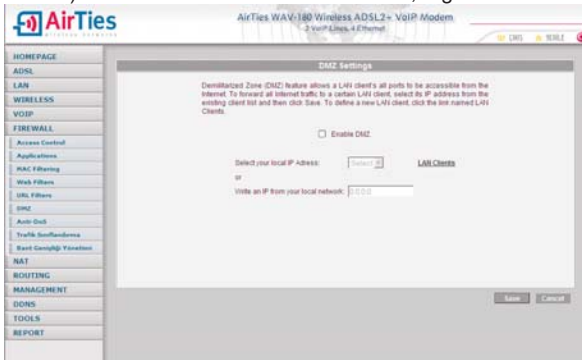 AirTies
AirTies WAV-180 Wireless ADSL2+ VoIP Modem
2 VoIP Lines, 4 Ethernet
HOMEPAGE
ADSL
LAN
WIRELESS
VOIP
FIREWALL
Access Control
Applications
MAC Filtering
Web Filters
URL Filters
DMZ
Anti-DoS
Trafik Sınıflandırma
Bant Genişliği Yönetimi
NAT
ROUTING
MANAGEMENT
DDNS
TOOLS
REPORT
DMZ Settings
Demilitarized Zone (DMZ) feature allows a LAN client's all ports to be accessible from the
Internet. To forward all Internet traffic to a certain LAN client, select its IP address from the
existing client list and then click Save. To define a new LAN client, click the link named LAN
Clients.
Enable DMZ
Select your local IP Adress: Select LAN Clients
or
Write an IP from your local network: 0.0.0.0
Save Cancel